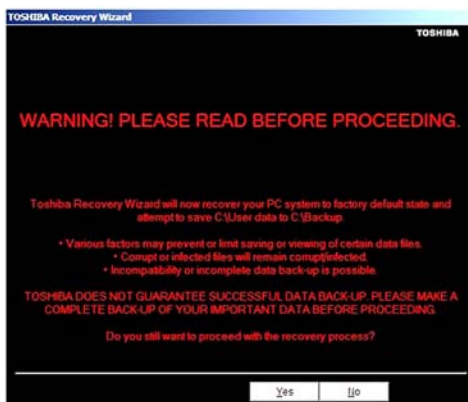 TOSHIBA Recovery Wizard
TOSHIBA
WARNING! PLEASE READ BEFORE PROCEEDING.
Toshiba Recovery Wizard will now recover your PC system to factory default state and
attempt to save C:\User data to C:\Backup.
• Various factors may prevent or limit saving or viewing of certain data files.
• Corrupt or infected files will remain corrupt/infected.
• Incompatibility or incomplete data back-up is possible.
TOSHIBA DOES NOT GUARANTEE SUCCESSFUL DATA BACK-UP. PLEASE MAKE A
COMPLETE BACK-UP OF YOUR IMPORTANT DATA BEFORE PROCEEDING.
Do you still want to proceed with the recovery process?
Yes No